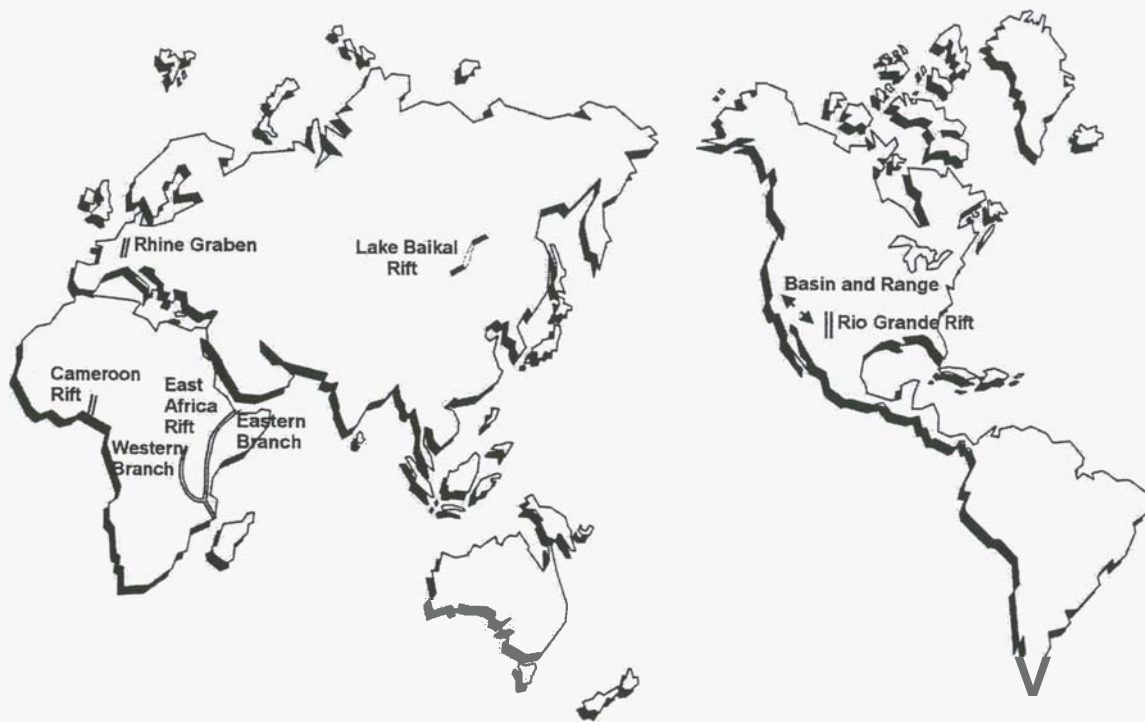 Rhine Graben
Lake Baikal
Rift
Basin and Range
Rio Grande Rift
Cameroon
Rift
East
Africa
Rift
Eastern
Branch
Western
Branch